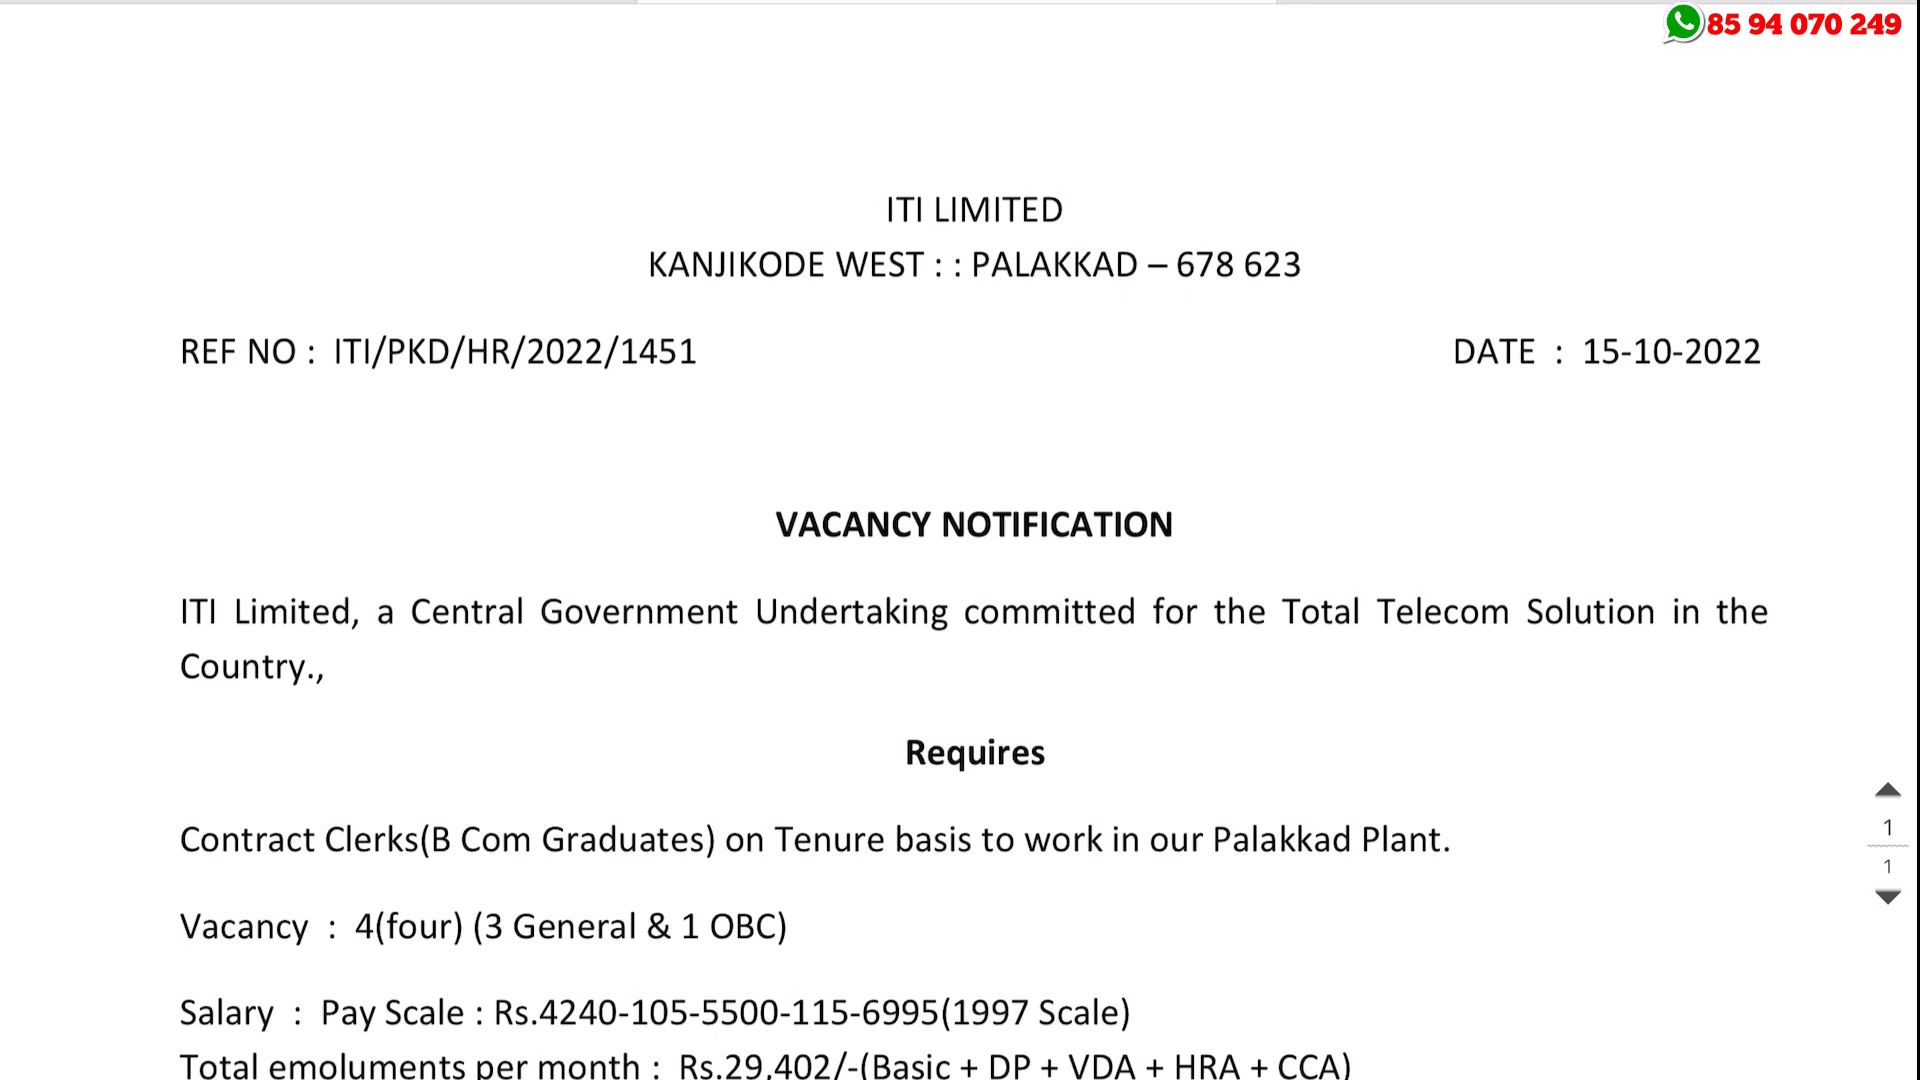 85 94 070 249
ITI LIMITED
KANJIKODE WEST : : PALAKKAD – 678 623
REF NO :  ITI/PKD/HR/2022/1451
DATE  :  15-10-2022
VACANCY NOTIFICATION
ITI Limited, a Central Government Undertaking committed for the Total Telecom Solution in the
Country.,
Requires
Contract Clerks(B Com Graduates) on Tenure basis to work in our Palakkad Plant.
Vacancy  :  4(four) (3 General & 1 OBC)
Salary  :  Pay Scale : Rs.4240-105-5500-115-6995(1997 Scale)
Total emoluments per month :  Rs.29,402/-(Basic + DP + VDA + HRA + CCA)
1
1